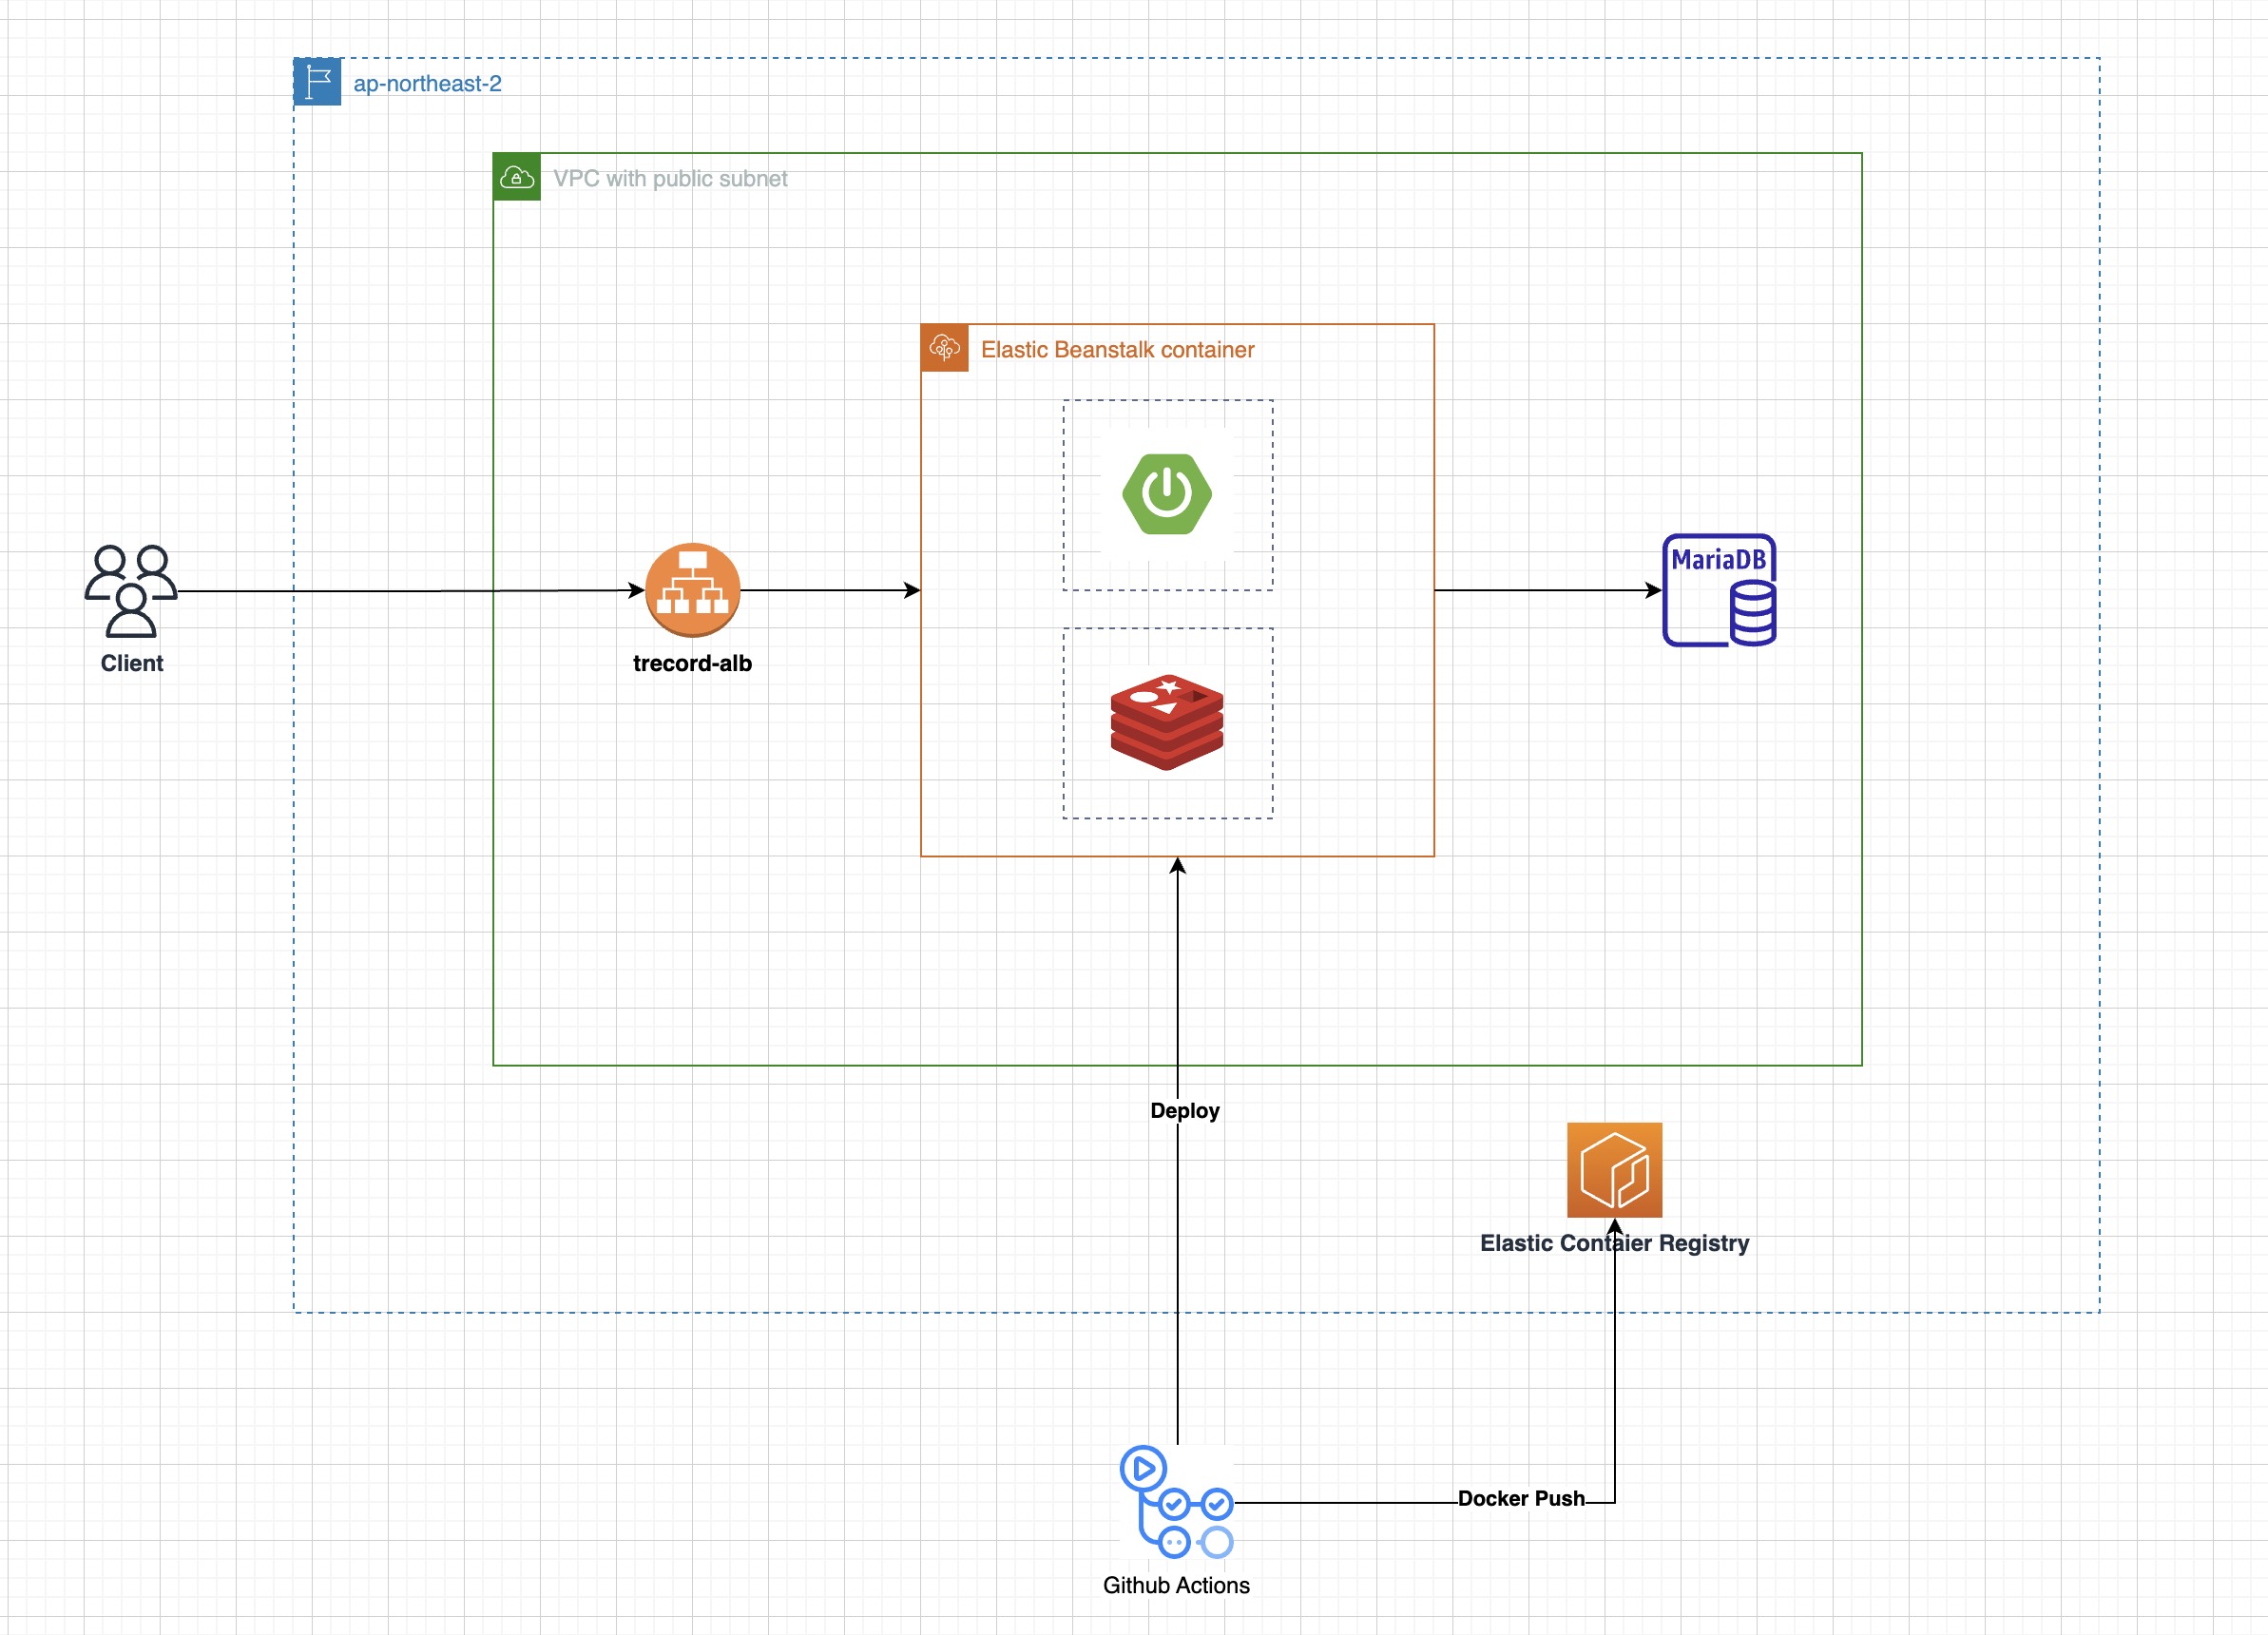 ap-northeast-2
VPC with public subnet
Elastic Beanstalk container
MariaDB
Client
trecord-alb
Deploy
Elastic Contaier Registry
Docker Push
Github Actions